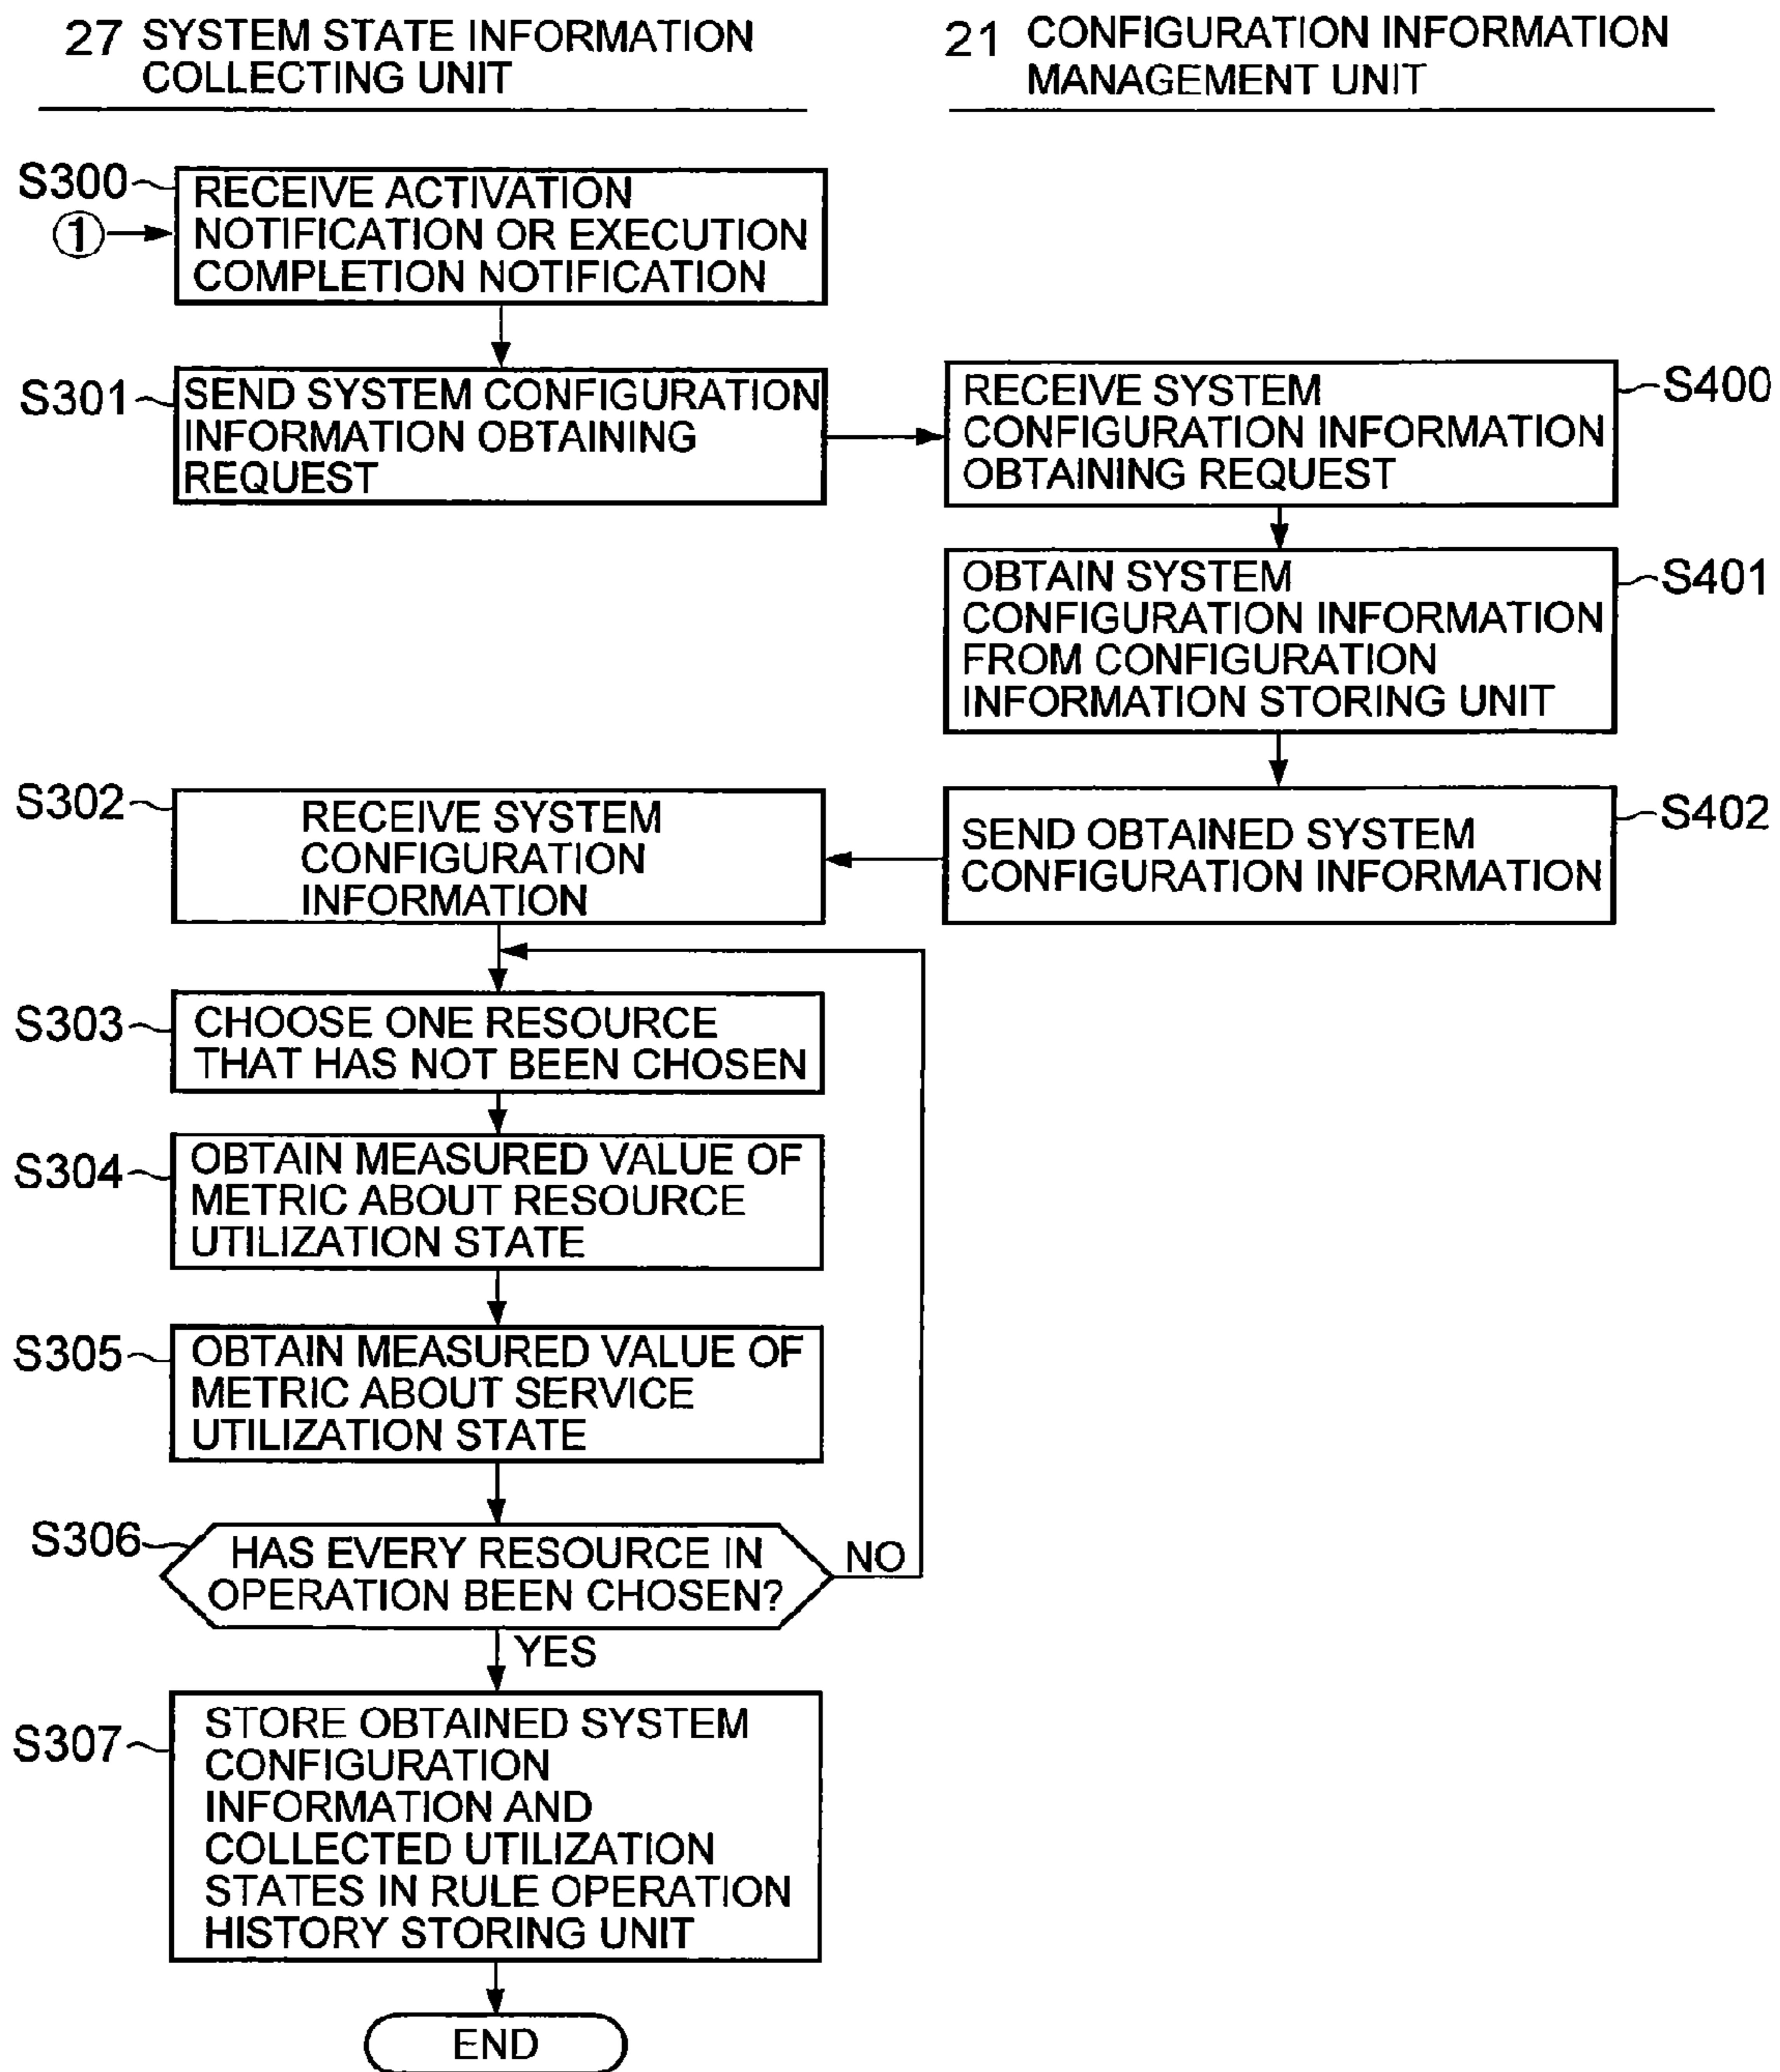 27 SYSTEM STATE INFORMATION
COLLECTING UNIT
21 CONFIGURATION INFORMATION
MANAGEMENT UNIT
S300
①
RECEIVE ACTIVATION
NOTIFICATION OR EXECUTION
COMPLETION NOTIFICATION
S301
SEND SYSTEM CONFIGURATION
INFORMATION OBTAINING
REQUEST
RECEIVE SYSTEM
CONFIGURATION INFORMATION
OBTAINING REQUEST
S400
OBTAIN SYSTEM
CONFIGURATION INFORMATION
FROM CONFIGURATION
INFORMATION STORING UNIT
S401
SEND OBTAINED SYSTEM
CONFIGURATION INFORMATION
S402
S302
RECEIVE SYSTEM
CONFIGURATION
INFORMATION
S303
CHOOSE ONE RESOURCE
THAT HAS NOT BEEN CHOSEN
S304
OBTAIN MEASURED VALUE OF
METRIC ABOUT RESOURCE
UTILIZATION STATE
S305
OBTAIN MEASURED VALUE OF
METRIC ABOUT SERVICE
UTILIZATION STATE
S306
HAS EVERY RESOURCE IN
OPERATION BEEN CHOSEN?
NO
YES
S307
STORE OBTAINED SYSTEM
CONFIGURATION
INFORMATION AND
COLLECTED UTILIZATION
STATES IN RULE OPERATION
HISTORY STORING UNIT
END